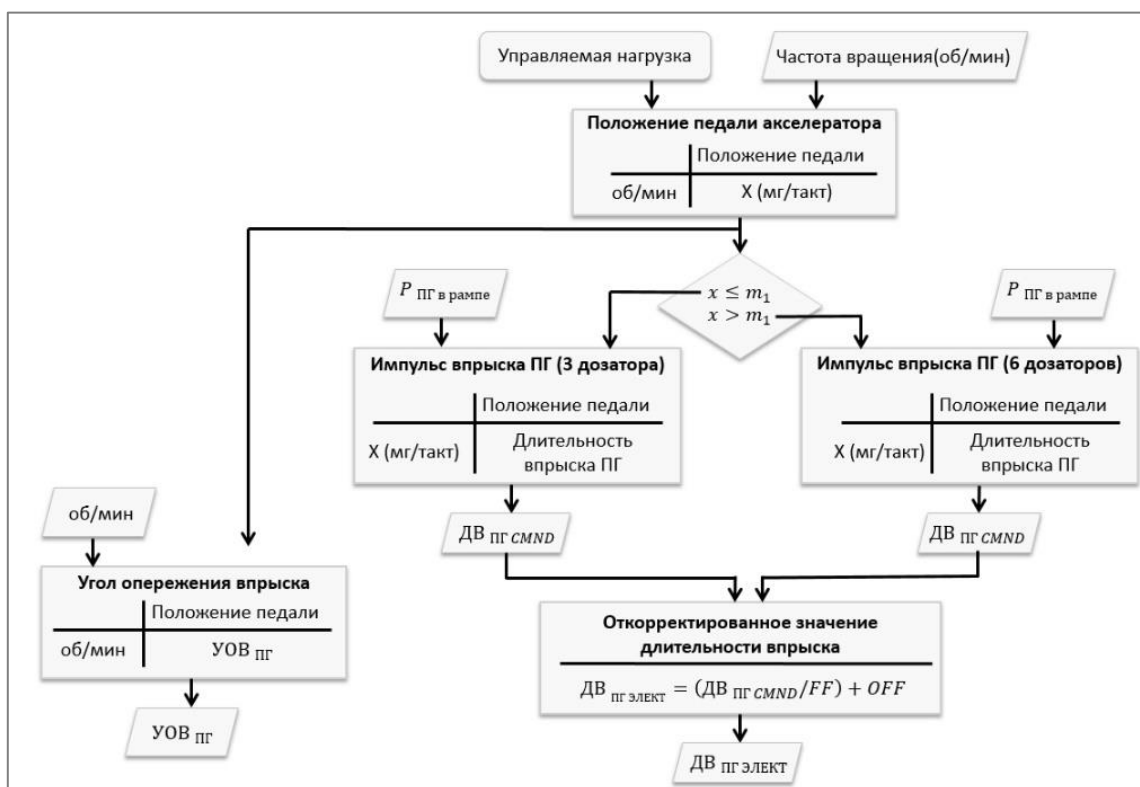 Управляемая нагрузка
Частота вращения(об/мин)
Положение педали акселератора
Положение педали
об/мин
X (мг/такт)
P ПГ в рампе
x ≤ m₁
x > m₁
P ПГ в рампе
Импульс впрыска ПГ (3 дозатора)
Положение педали
X (мг/такт)
Длительность
впрыска ПГ
Импульс впрыска ПГ (6 дозаторов)
Положение педали
X (мг/такт)
Длительность
впрыска ПГ
об/мин
ДВ ПГ CMND
ДВ ПГ CMND
Угол опережения впрыска
Положение педали
об/мин
УОВ ПГ
УОВ ПГ
Откорректированное значение
длительности впрыска
ДВ ПГ ЭЛЕКТ = (ДВ ПГ CMND/FF) + OFF
ДВ ПГ ЭЛЕКТ